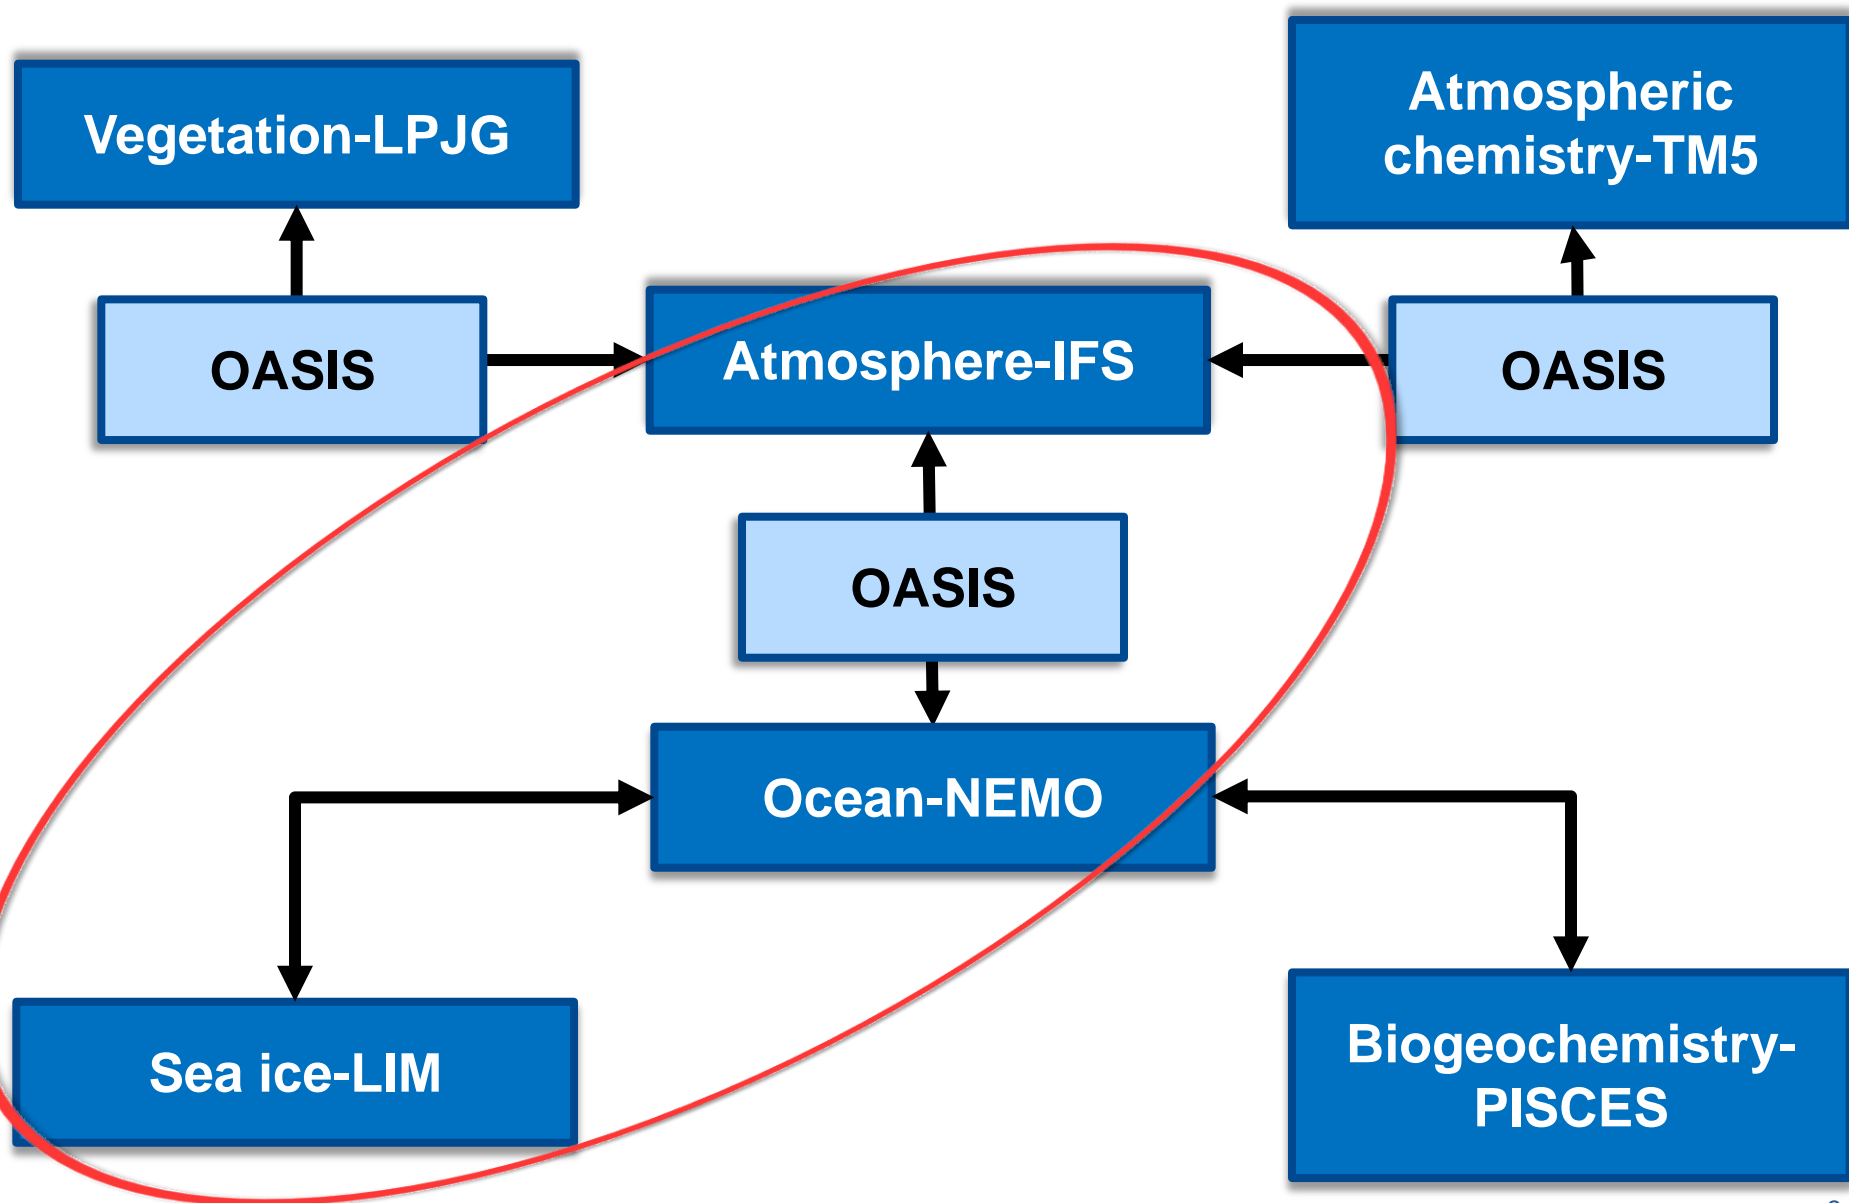 Vegetation-LPJG
Atmospheric
chemistry-TM5
OASIS
Atmosphere-IFS
OASIS
OASIS
Ocean-NEMO
Sea ice-LIM
Biogeochemistry-
PISCES